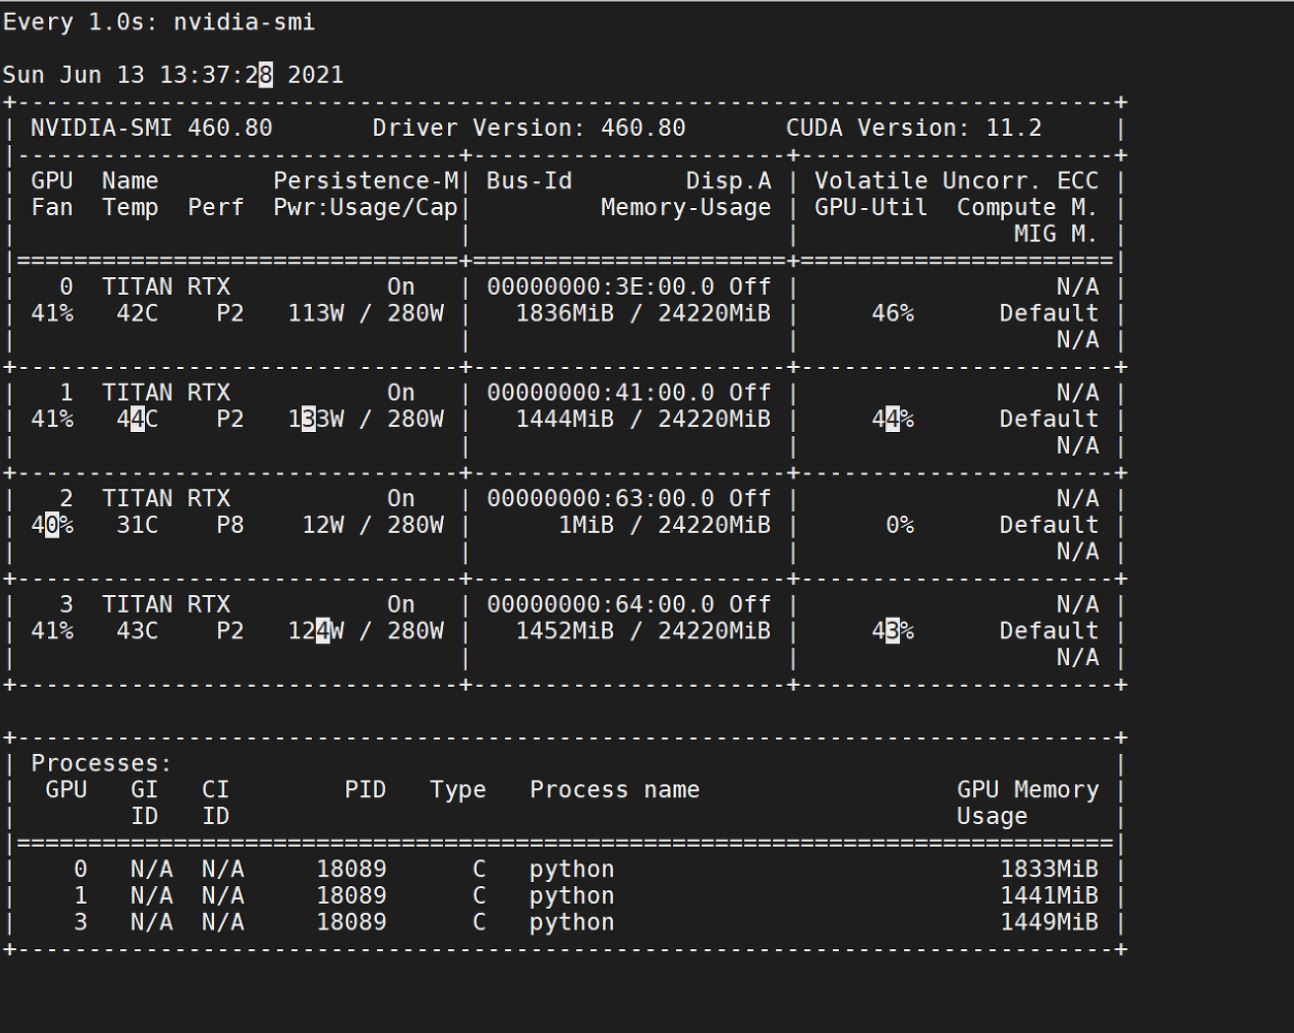 Every 1.0s: nvidia-smi

Sun Jun 13 13:37:28 2021
+-----------------------------------------------------------------------------+
| NVIDIA-SMI 460.80       Driver Version: 460.80       CUDA Version: 11.2     |
|-------------------------------+----------------------+----------------------+
| GPU  Name        Persistence-M| Bus-Id        Disp.A | Volatile Uncorr. ECC |
| Fan  Temp  Perf  Pwr:Usage/Cap|         Memory-Usage | GPU-Util  Compute M. |
|                               |                      |               MIG M. |
|===============================+======================+======================|
|   0  TITAN RTX           On   | 00000000:3E:00.0 Off |                  N/A |
| 41%   42C    P2   113W / 280W |   1836MiB / 24220MiB |     46%      Default |
|                               |                      |                  N/A |
+-------------------------------+----------------------+----------------------+
|   1  TITAN RTX           On   | 00000000:41:00.0 Off |                  N/A |
| 41%   44C    P2   133W / 280W |   1444MiB / 24220MiB |     44%      Default |
|                               |                      |                  N/A |
+-------------------------------+----------------------+----------------------+
|   2  TITAN RTX           On   | 00000000:63:00.0 Off |                  N/A |
| 40%   31C    P8    12W / 280W |      1MiB / 24220MiB |      0%      Default |
|                               |                      |                  N/A |
+-------------------------------+----------------------+----------------------+
|   3  TITAN RTX           On   | 00000000:64:00.0 Off |                  N/A |
| 41%   43C    P2   124W / 280W |   1452MiB / 24220MiB |     43%      Default |
|                               |                      |                  N/A |
+-------------------------------+----------------------+----------------------+

+-----------------------------------------------------------------------------+
| Processes:                                                                  |
|  GPU   GI   CI        PID   Type   Process name                  GPU Memory |
|        ID   ID                                                   Usage      |
|=============================================================================|
|    0   N/A  N/A     18089      C   python                           1833MiB |
|    1   N/A  N/A     18089      C   python                           1441MiB |
|    3   N/A  N/A     18089      C   python                           1449MiB |
+-----------------------------------------------------------------------------+